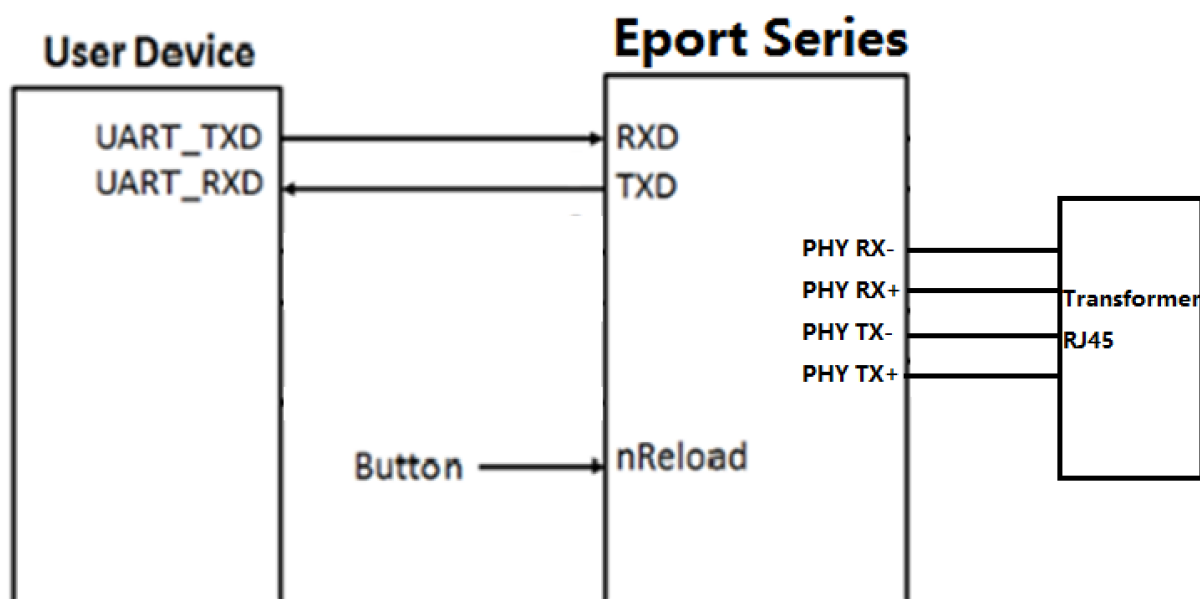 User Device
Eport Series
UART_TXD
RXD
UART_RXD
TXD
PHY RX-
PHY RX+
Transformer
PHY TX-
RJ45
PHY TX+
Button
nReload